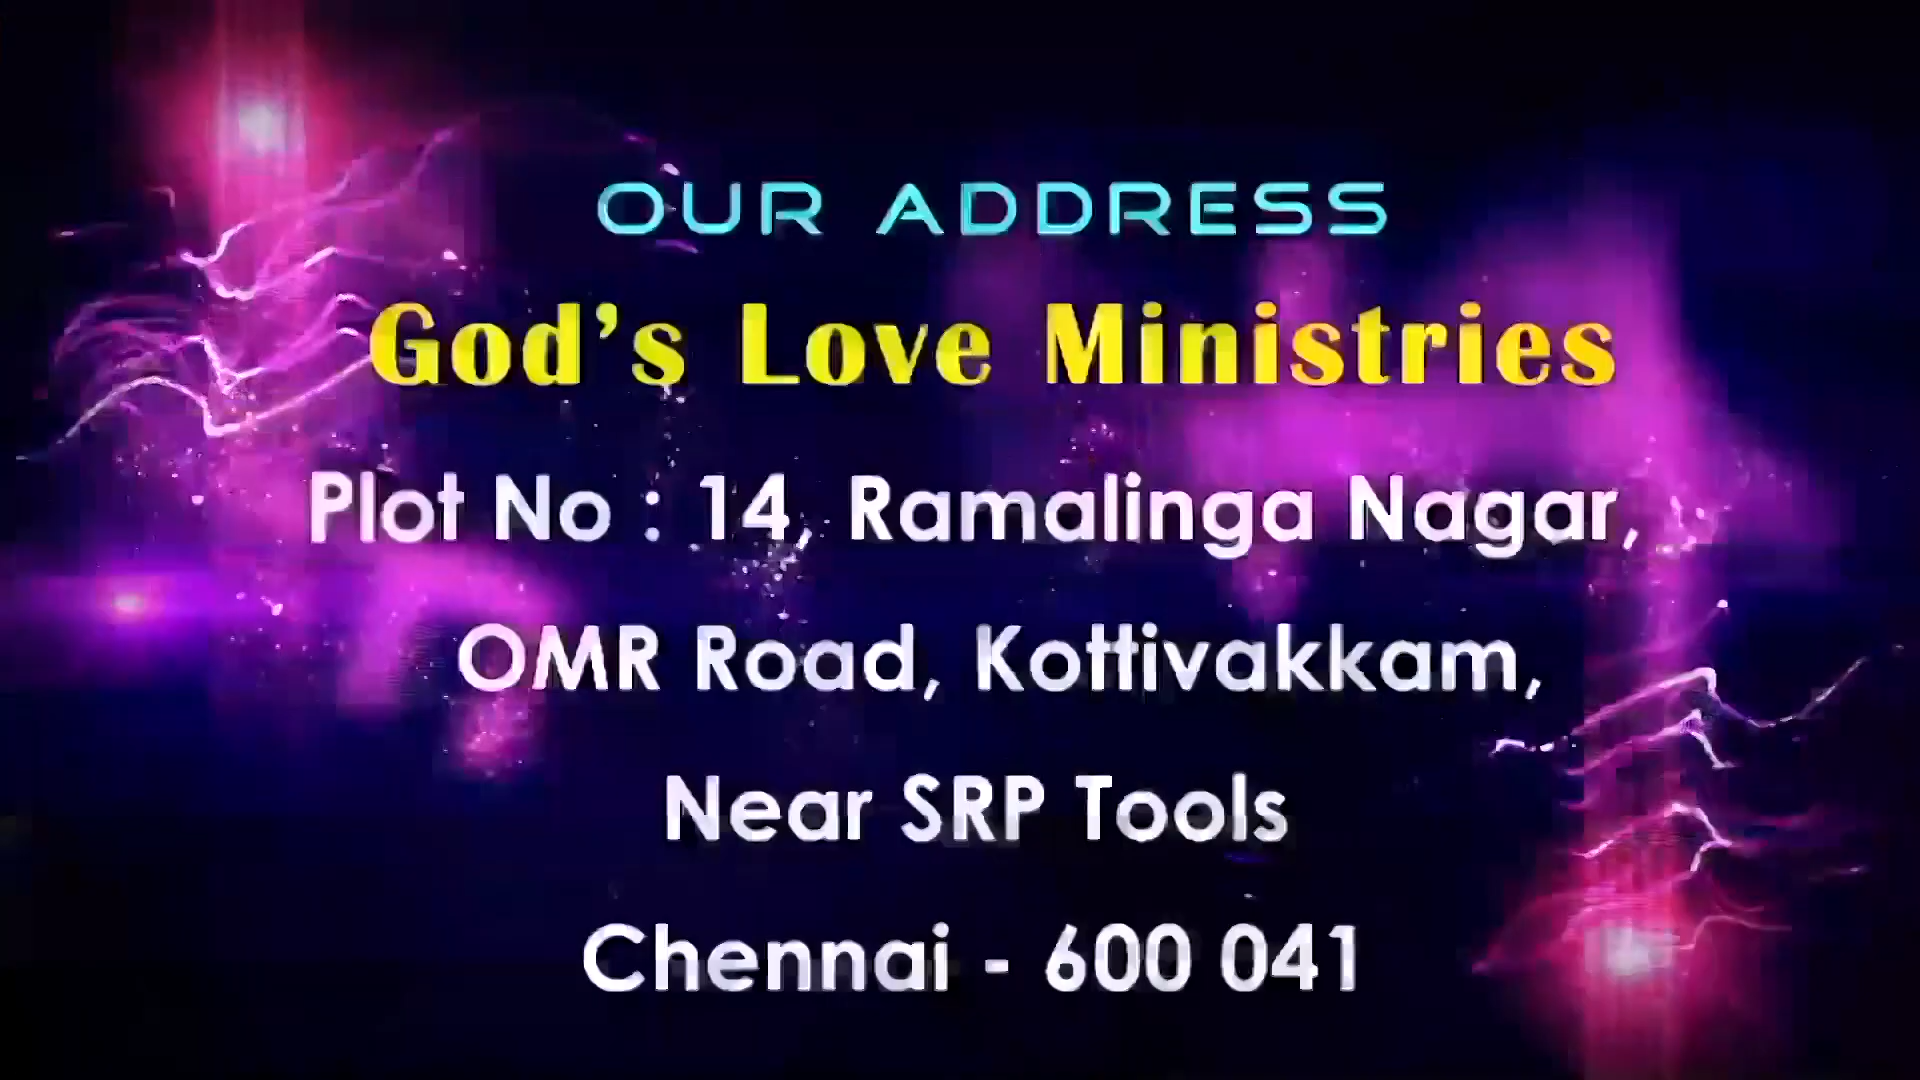 OUR ADDRESS
God's Love Ministries
Plot No : 14, Ramalinga Nagar,
OMR Road, Kottivakkam,
Near SRP Tools
Chennai - 600 041